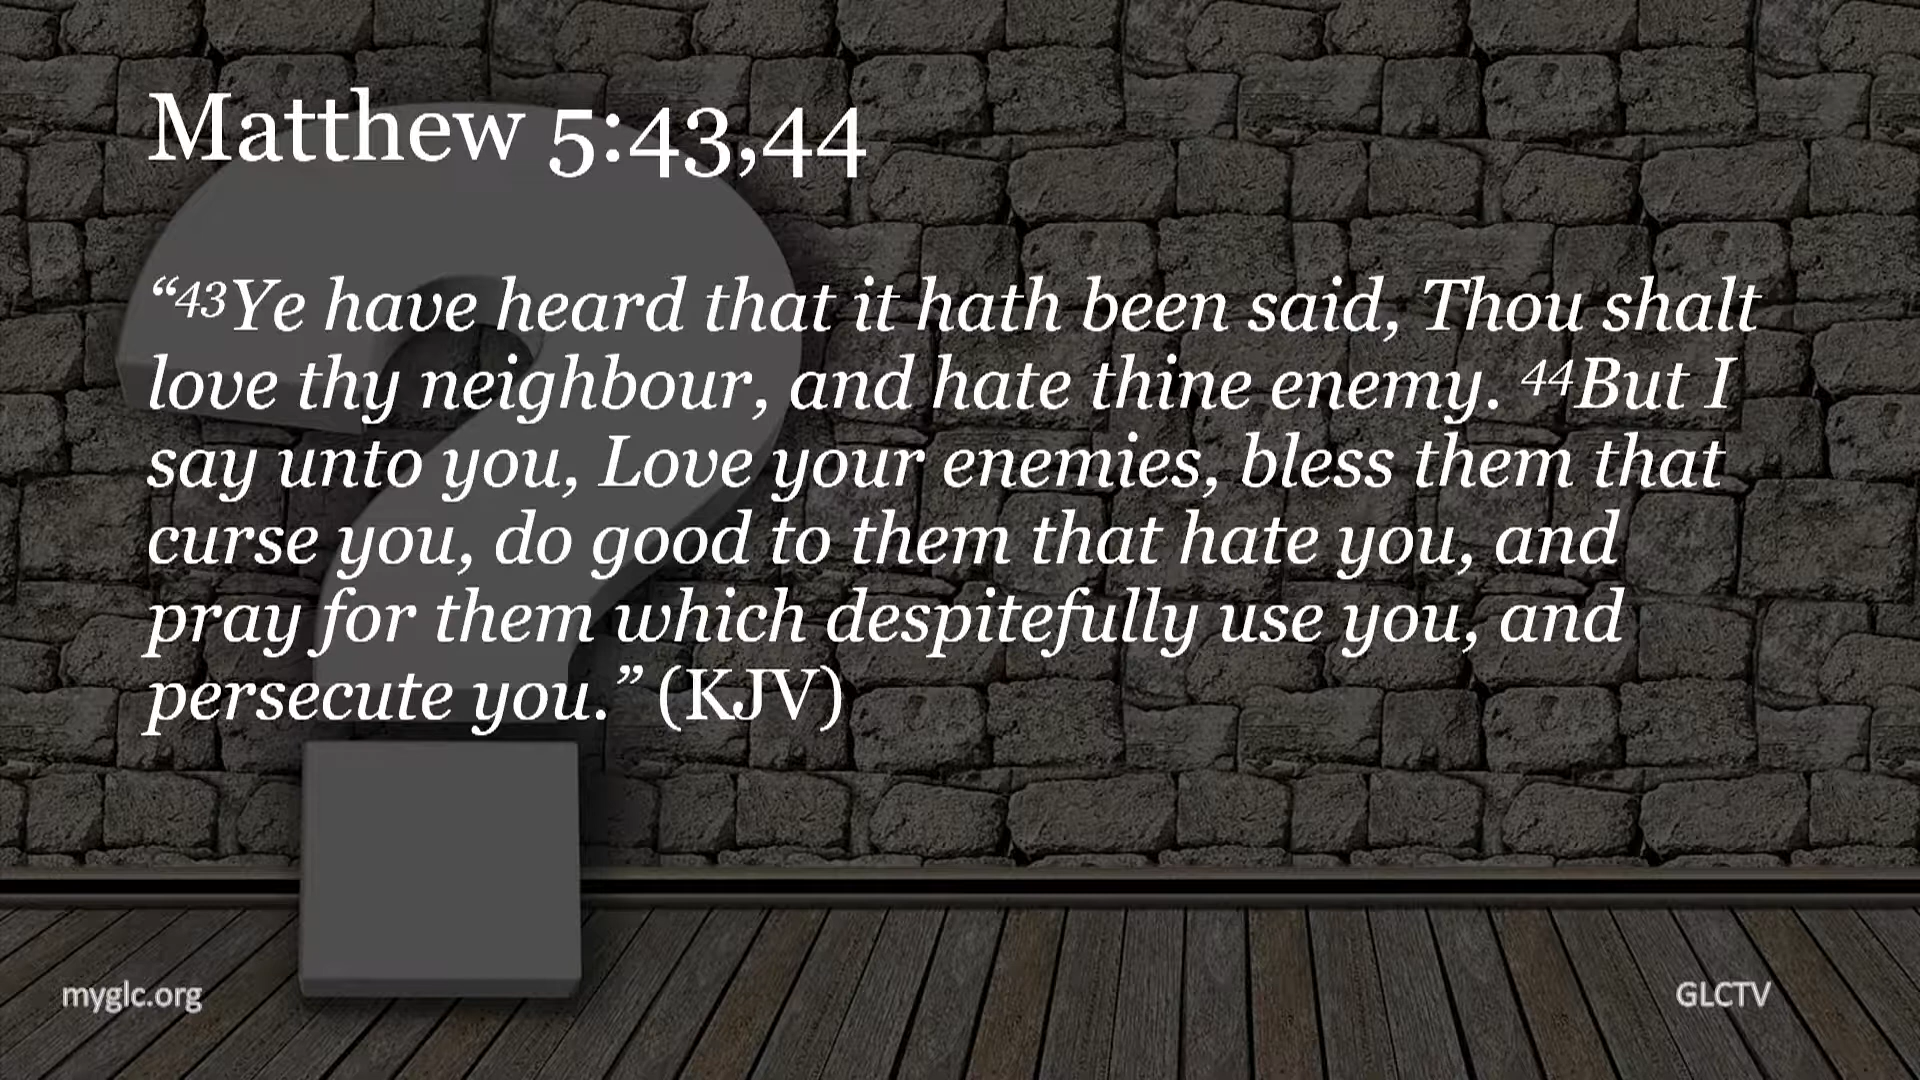 Matthew 5:43,44
“43Ye have heard that it hath been said, Thou shalt
love thy neighbour, and hate thine enemy. 44But I
say unto you, Love your enemies, bless them that
curse you, do good to them that hate you, and
pray for them which despitefully use you, and
persecute you.” (KJV)
myglc.org
GLCTV